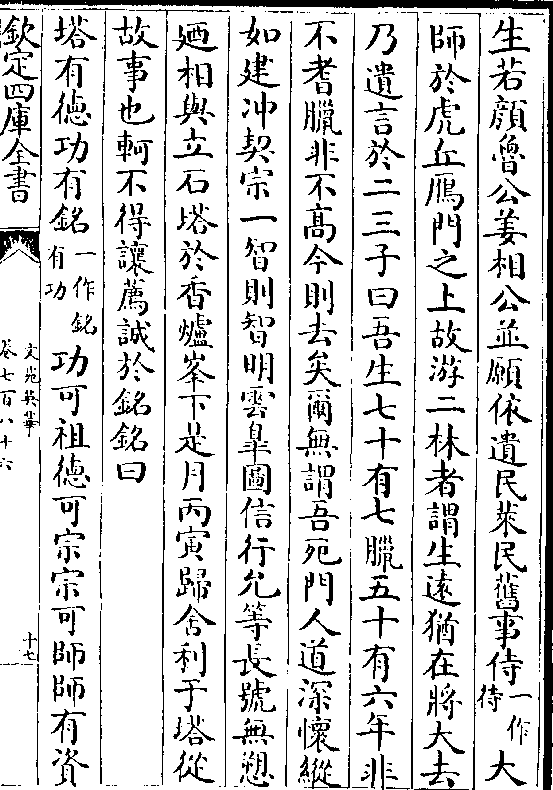 生若顔魯公姜相公並願依遺民萊民舊事侍一作待大
師於虎丘鴈門之上故游二林者謂生遠猶在將大去
乃遺言於二三子曰吾生七十有七臘五十有六年非
不耆臘非不高今則去矣爾無謂吾死門人道深懷縱
如建冲契宗一智則智明雲臯圖信行允等長號無愬
廼相與立石塔於香爐峯下是月丙寅歸舍利于塔從
故事也軻不得讓薦誠於銘銘曰
塔有德功有銘一作銘有功功可祖德可宗宗可師師有資
欽定四庫全書
文苑英華
卷七百八十六
十七